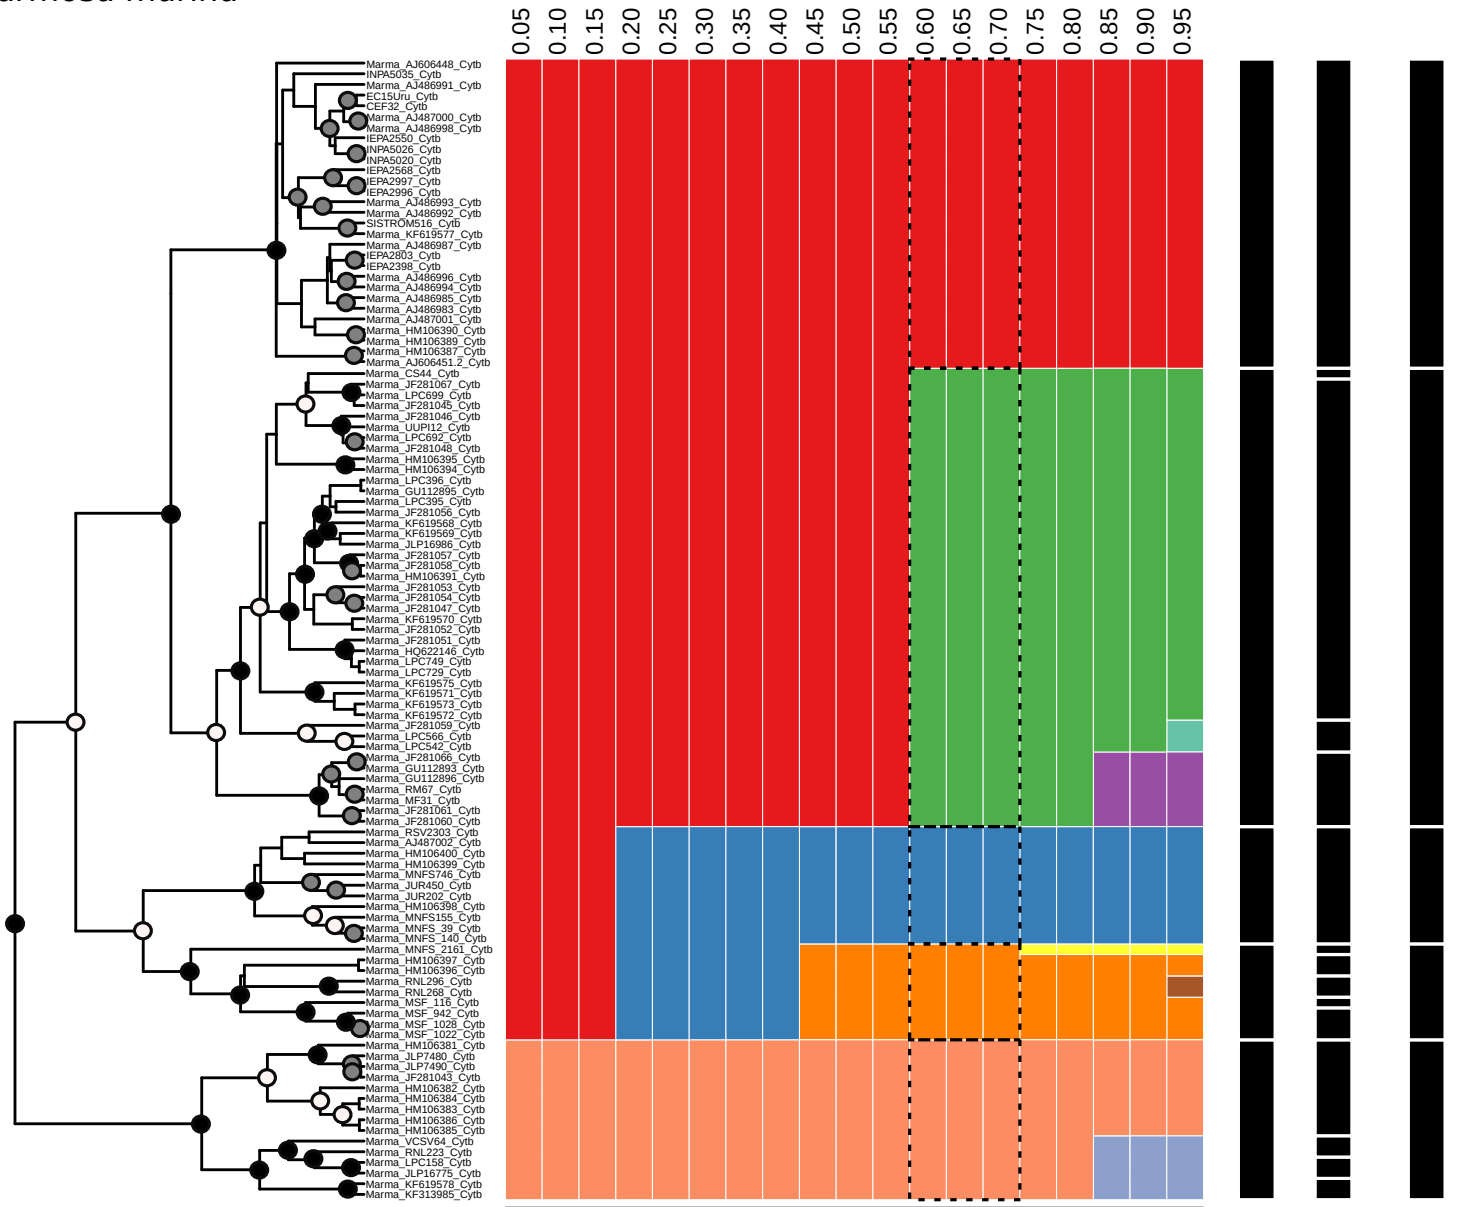 0.05 0.10 0.15 0.20 0.25 0.30 0.35 0.40 0.45 0.50 0.55 0.60 0.65 0.70 0.75 0.80 0.85 0.90 0.95
Marma_AJ606448_Cytb
INPA5035_Cytb
Marma_AJ486991_Cytb
EC15Uru_Cytb
CEF32_Cytb
Marma_AJ487000_Cytb
Marma_AJ486998_Cytb
IEPA2550_Cytb
INPA5026_Cytb
INPA5020_Cytb
IEPA2568_Cytb
IEPA2997_Cytb
IEPA2996_Cytb
Marma_AJ486993_Cytb
Marma_AJ486992_Cytb
SISTROM516_Cytb
Marma_KF619577_Cytb
Marma_AJ486987_Cytb
IEPA2803_Cytb
IEPA2398_Cytb
Marma_AJ486996_Cytb
Marma_AJ486994_Cytb
Marma_AJ486985_Cytb
Marma_AJ486983_Cytb
Marma_AJ487001_Cytb
Marma_HM106390_Cytb
Marma_HM106389_Cytb
Marma_HM106387_Cytb
Marma_AJ606451.2_Cytb
Marma_CS44_Cytb
Marma_JF281067_Cytb
Marma_LPC699_Cytb
Marma_JF281045_Cytb
Marma_JF281046_Cytb
Marma_UUPI12_Cytb
Marma_LPC692_Cytb
Marma_JF281048_Cytb
Marma_HM106395_Cytb
Marma_HM106394_Cytb
Marma_LPC396_Cytb
Marma_GU112895_Cytb
Marma_LPC395_Cytb
Marma_JF281056_Cytb
Marma_KF619568_Cytb
Marma_KF619569_Cytb
Marma_JLP16986_Cytb
Marma_JF281057_Cytb
Marma_JF281058_Cytb
Marma_HM106391_Cytb
Marma_JF281053_Cytb
Marma_JF281054_Cytb
Marma_JF281047_Cytb
Marma_KF619570_Cytb
Marma_JF281052_Cytb
Marma_JF281051_Cytb
Marma_HQ622146_Cytb
Marma_LPC749_Cytb
Marma_LPC729_Cytb
Marma_KF619575_Cytb
Marma_KF619571_Cytb
Marma_KF619573_Cytb
Marma_KF619572_Cytb
Marma_JF281059_Cytb
Marma_LPC566_Cytb
Marma_LPC542_Cytb
Marma_JF281066_Cytb
Marma_GU112893_Cytb
Marma_GU112896_Cytb
Marma_RM67_Cytb
Marma_MF31_Cytb
Marma_JF281061_Cytb
Marma_JF281060_Cytb
Marma_RSV2303_Cytb
Marma_AJ487002_Cytb
Marma_HM106400_Cytb
Marma_HM106399_Cytb
Marma_MNFS746_Cytb
Marma_JUR450_Cytb
Marma_JUR202_Cytb
Marma_HM106398_Cytb
Marma_MNFS155_Cytb
Marma_MNFS_39_Cytb
Marma_MNFS_140_Cytb
Marma_MNFS_2161_Cytb
Marma_HM106397_Cytb
Marma_HM106396_Cytb
Marma_RNL296_Cytb
Marma_RNL268_Cytb
Marma_MSF_116_Cytb
Marma_MSF_942_Cytb
Marma_MSF_1028_Cytb
Marma_MSF_1022_Cytb
Marma_HM106381_Cytb
Marma_JLP7480_Cytb
Marma_JLP7490_Cytb
Marma_JF281043_Cytb
Marma_HM106382_Cytb
Marma_HM106384_Cytb
Marma_HM106383_Cytb
Marma_HM106386_Cytb
Marma_HM106385_Cytb
Marma_VCSV64_Cytb
Marma_RNL223_Cytb
Marma_LPC158_Cytb
Marma_JLP16775_Cytb
Marma_KF619578_Cytb
Marma_KF313985_Cytb